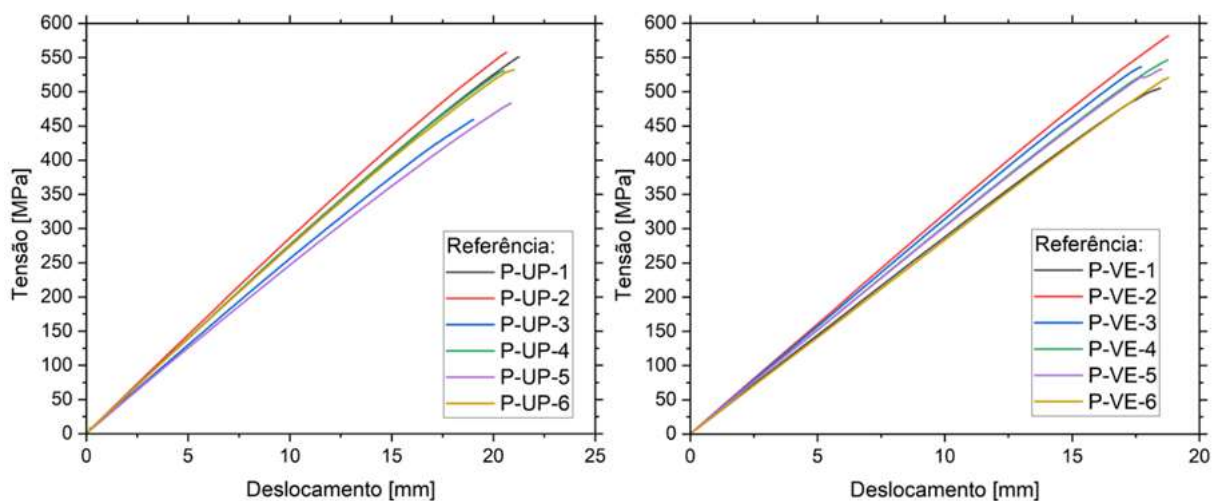 600
550
500
450
400
350
300
250
200
150
100
50
0
Tensão [MPa]
0 5 10 15 20 25
Deslocamento [mm]
Referência:
P-UP-1
P-UP-2
P-UP-3
P-UP-4
P-UP-5
P-UP-6
600
550
500
450
400
350
300
250
200
150
100
50
0
Tensão [MPa]
0 5 10 15 20
Deslocamento [mm]
Referência:
P-VE-1
P-VE-2
P-VE-3
P-VE-4
P-VE-5
P-VE-6